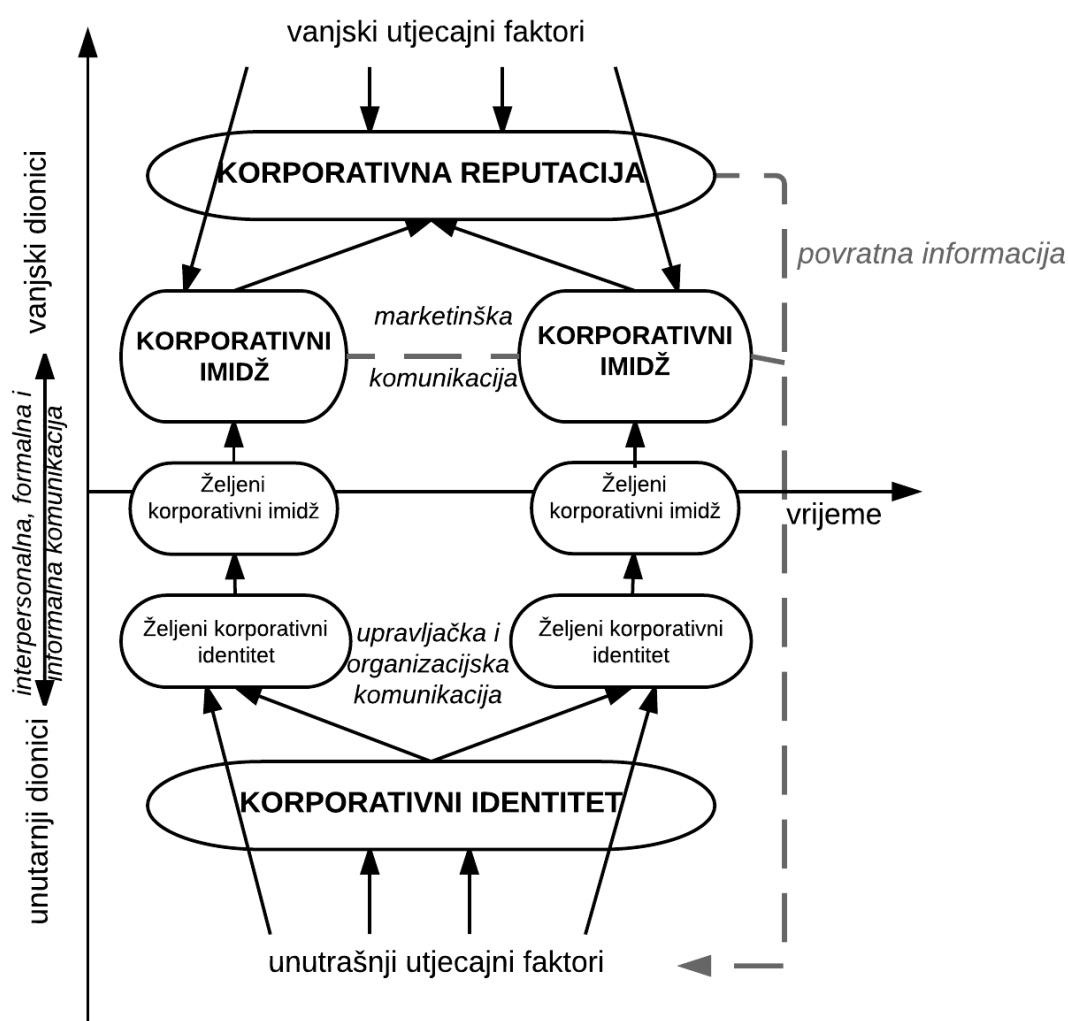 vanjski utjecajni faktori
KORPORATIVNA REPUTACIJA
povratna informacija
vanjski dionici
KORPORATIVNI
IMIDŽ
marketinška
komunikacija
KORPORATIVNI
IMIDŽ
interpersonalna, formalna i
informalna komunikacija
Željeni
korporativni imidž
Željeni
korporativni imidž
vrijeme
Željeni korporativni
identitet
upravljačka i
organizacijska
komunikacija
Željeni korporativni
identitet
unutarnji dionici
KORPORATIVNI IDENTITET
unutrašnji utjecajni faktori